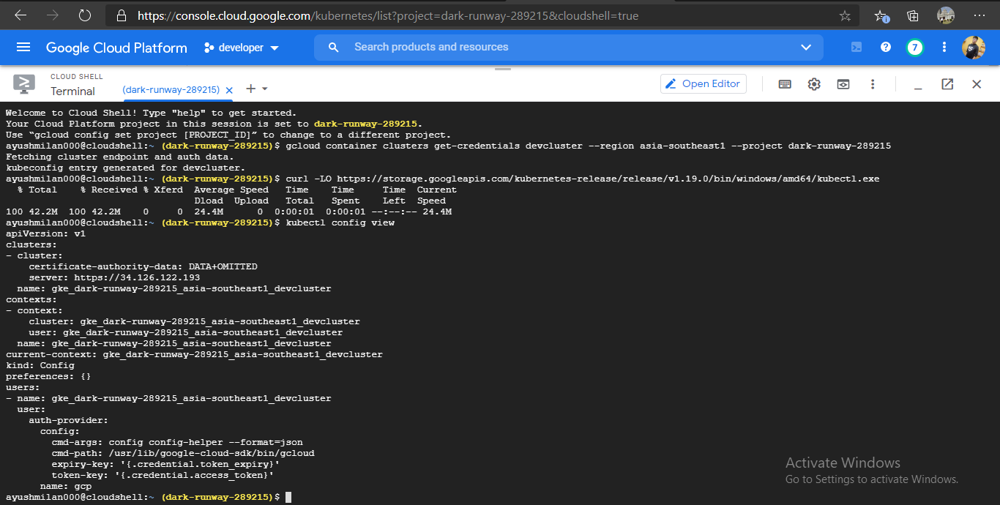 https://console.cloud.google.com/kubernetes/list?project=dark-runway-289215&cloudshell=true
Google Cloud Platform
developer
Search products and resources
?
7
CLOUD SHELL
Terminal
(dark-runway-289215)
Open Editor
Welcome to Cloud Shell! Type "help" to get started.
Your Cloud Platform project in this session is set to dark-runway-289215.
Use “gcloud config set project [PROJECT_ID]” to change to a different project.
ayushmilan000@cloudshell:~ (dark-runway-289215)$ gcloud container clusters get-credentials devcluster --region asia-southeast1 --project dark-runway-289215
Fetching cluster endpoint and auth data.
kubeconfig entry generated for devcluster.
ayushmilan000@cloudshell:~ (dark-runway-289215)$ curl -LO https://storage.googleapis.com/kubernetes-release/release/v1.19.0/bin/windows/amd64/kubectl.exe
  % Total    % Received % Xferd  Average Speed   Time    Time     Time  Current
                                 Dload  Upload   Total   Spent    Left  Speed
100 42.2M  100 42.2M    0     0  24.4M      0  0:00:01  0:00:01 --:--:-- 24.4M
ayushmilan000@cloudshell:~ (dark-runway-289215)$ kubectl config view
apiVersion: v1
clusters:
- cluster:
    certificate-authority-data: DATA+OMITTED
    server: https://34.126.122.193
  name: gke_dark-runway-289215_asia-southeast1_devcluster
contexts:
- context:
    cluster: gke_dark-runway-289215_asia-southeast1_devcluster
    user: gke_dark-runway-289215_asia-southeast1_devcluster
  name: gke_dark-runway-289215_asia-southeast1_devcluster
current-context: gke_dark-runway-289215_asia-southeast1_devcluster
kind: Config
preferences: {}
users:
- name: gke_dark-runway-289215_asia-southeast1_devcluster
  user:
    auth-provider:
      config:
        cmd-args: config config-helper --format=json
        cmd-path: /usr/lib/google-cloud-sdk/bin/gcloud
        expiry-key: '{.credential.token_expiry}'
        token-key: '{.credential.access_token}'
      name: gcp
ayushmilan000@cloudshell:~ (dark-runway-289215)$
Activate Windows
Go to Settings to activate Windows.